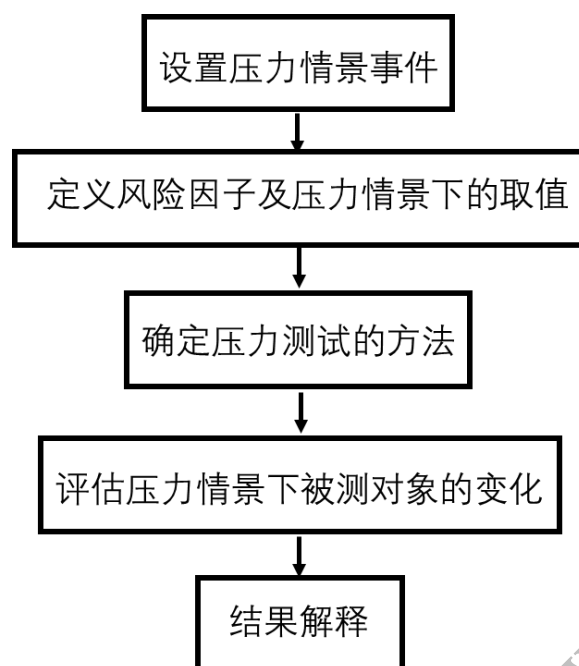 设置压力情景事件
定义风险因子及压力情景下的取值
确定压力测试的方法
评估压力情景下被测对象的变化
结果解释